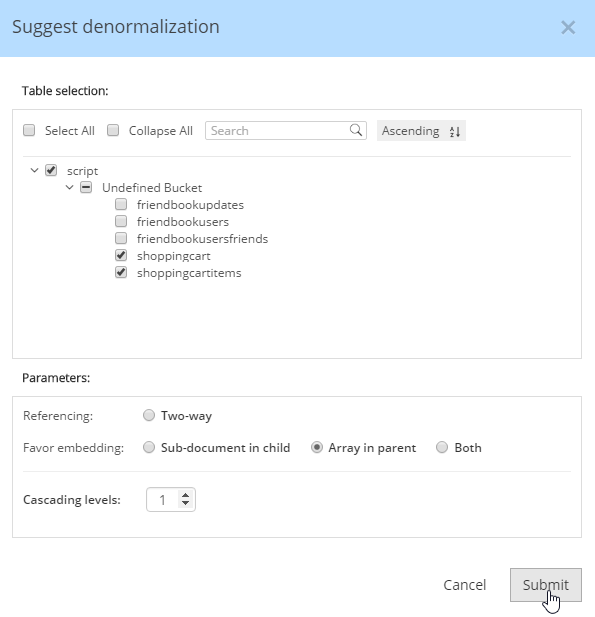 Suggest denormalization
Table selection:
Select All Collapse All Search Ascending
script
Undefined Bucket
friendbookupdates
friendbookusers
friendbookusersfriends
shoppingcart
shoppingcartitems
Parameters:
Referencing: Two-way
Favor embedding: Sub-document in child Array in parent Both
Cascading levels: 1
Cancel Submit